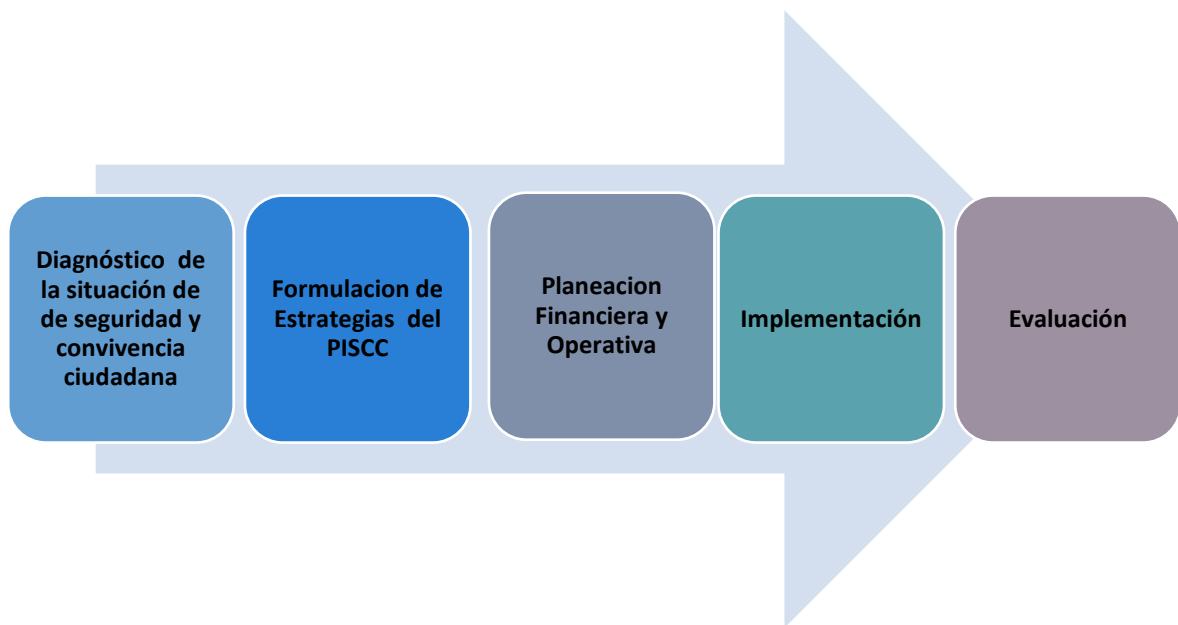 Diagnóstico de
la situación de
de seguridad y
convivencia
ciudadana
Formulacion de
Estrategias del
PISCC
Planeacion
Financiera y
Operativa
Implementación
Evaluación